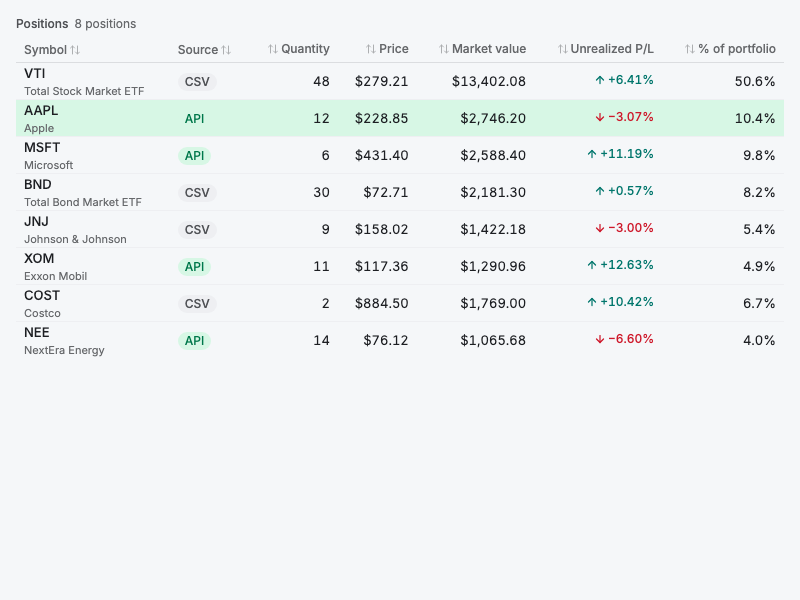 Positions 8 positions
Symbol ↑↓ Source ↑↓ ↑↓ Quantity ↑↓ Price ↑↓ Market value ↑↓ Unrealized P/L ↑↓ % of portfolio
VTI
Total Stock Market ETF
CSV 48 $279.21 $13,402.08 ↑ +6.41% 50.6%
AAPL
Apple
API 12 $228.85 $2,746.20 ↓ −3.07% 10.4%
MSFT
Microsoft
API 6 $431.40 $2,588.40 ↑ +11.19% 9.8%
BND
Total Bond Market ETF
CSV 30 $72.71 $2,181.30 ↑ +0.57% 8.2%
JNJ
Johnson & Johnson
CSV 9 $158.02 $1,422.18 ↓ −3.00% 5.4%
XOM
Exxon Mobil
API 11 $117.36 $1,290.96 ↑ +12.63% 4.9%
COST
Costco
CSV 2 $884.50 $1,769.00 ↑ +10.42% 6.7%
NEE
NextEra Energy
API 14 $76.12 $1,065.68 ↓ −6.60% 4.0%